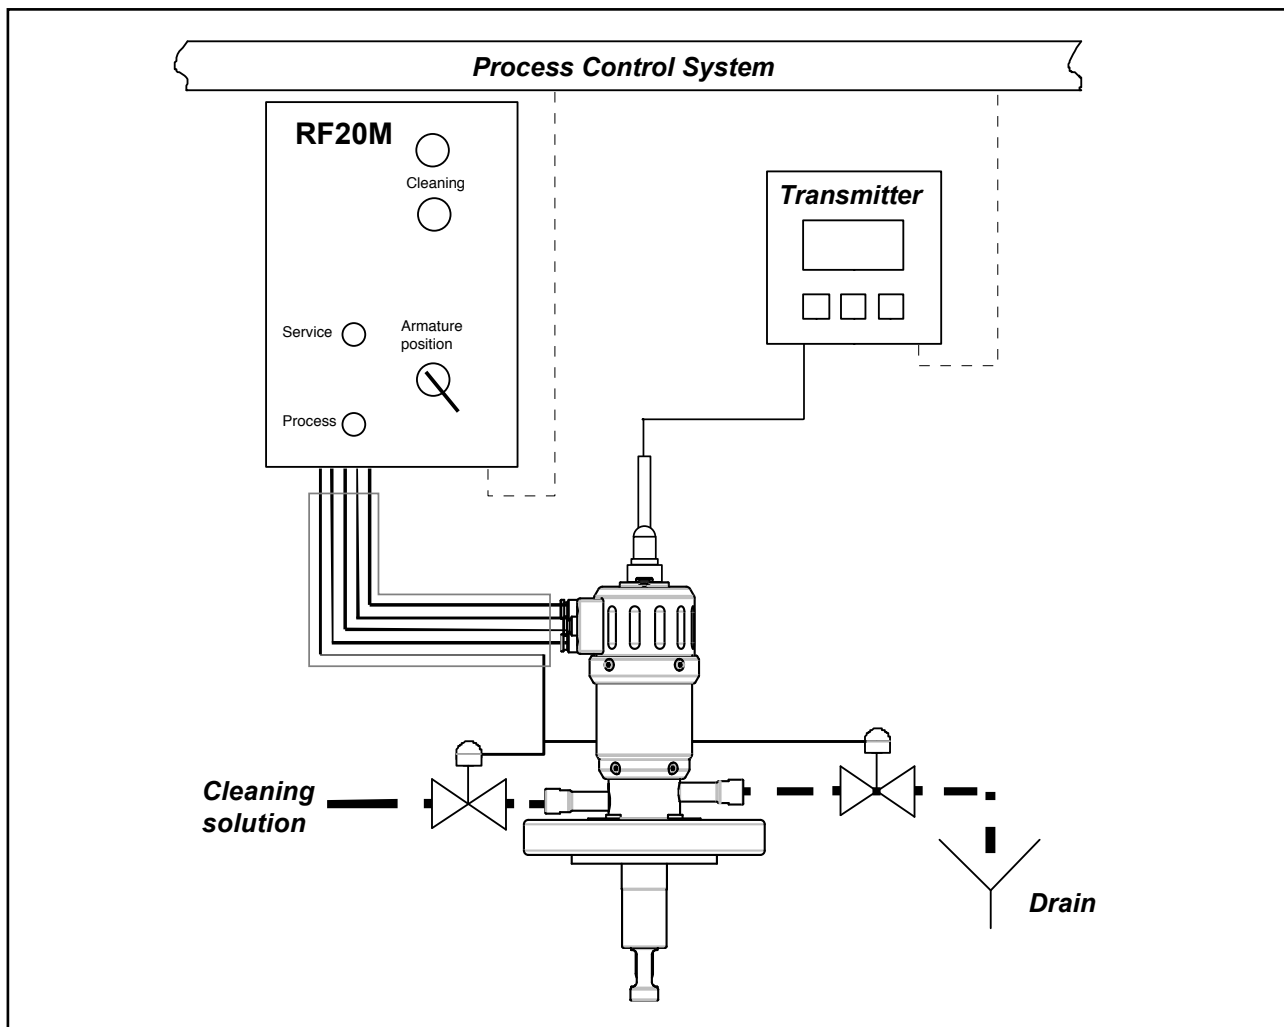 Process Control System
RF20M
Cleaning
Transmitter
Service
Armature
position
Process
Cleaning
solution
Drain